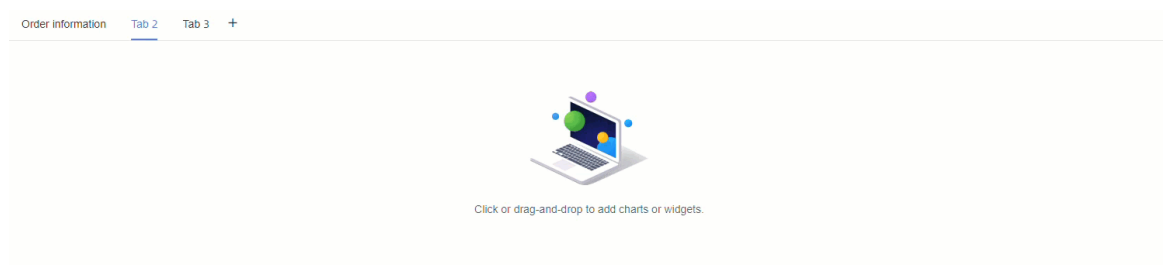 Order information Tab 2 Tab 3 +
Click or drag-and-drop to add charts or widgets.